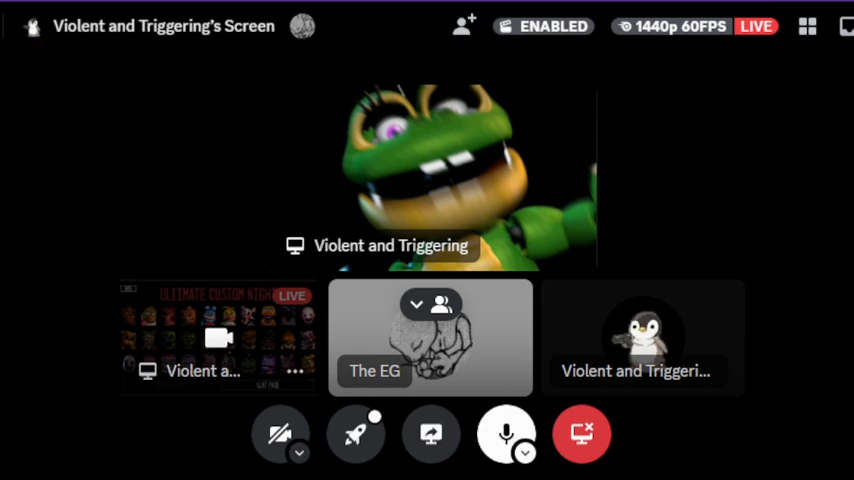 Violent and Triggering's Screen
ENABLED
1440p 60FPS
LIVE
Violent and Triggering
ULTIMATE CUSTOM NIGHT
LIVE
Violent a...
The EG
Violent and Triggeri...